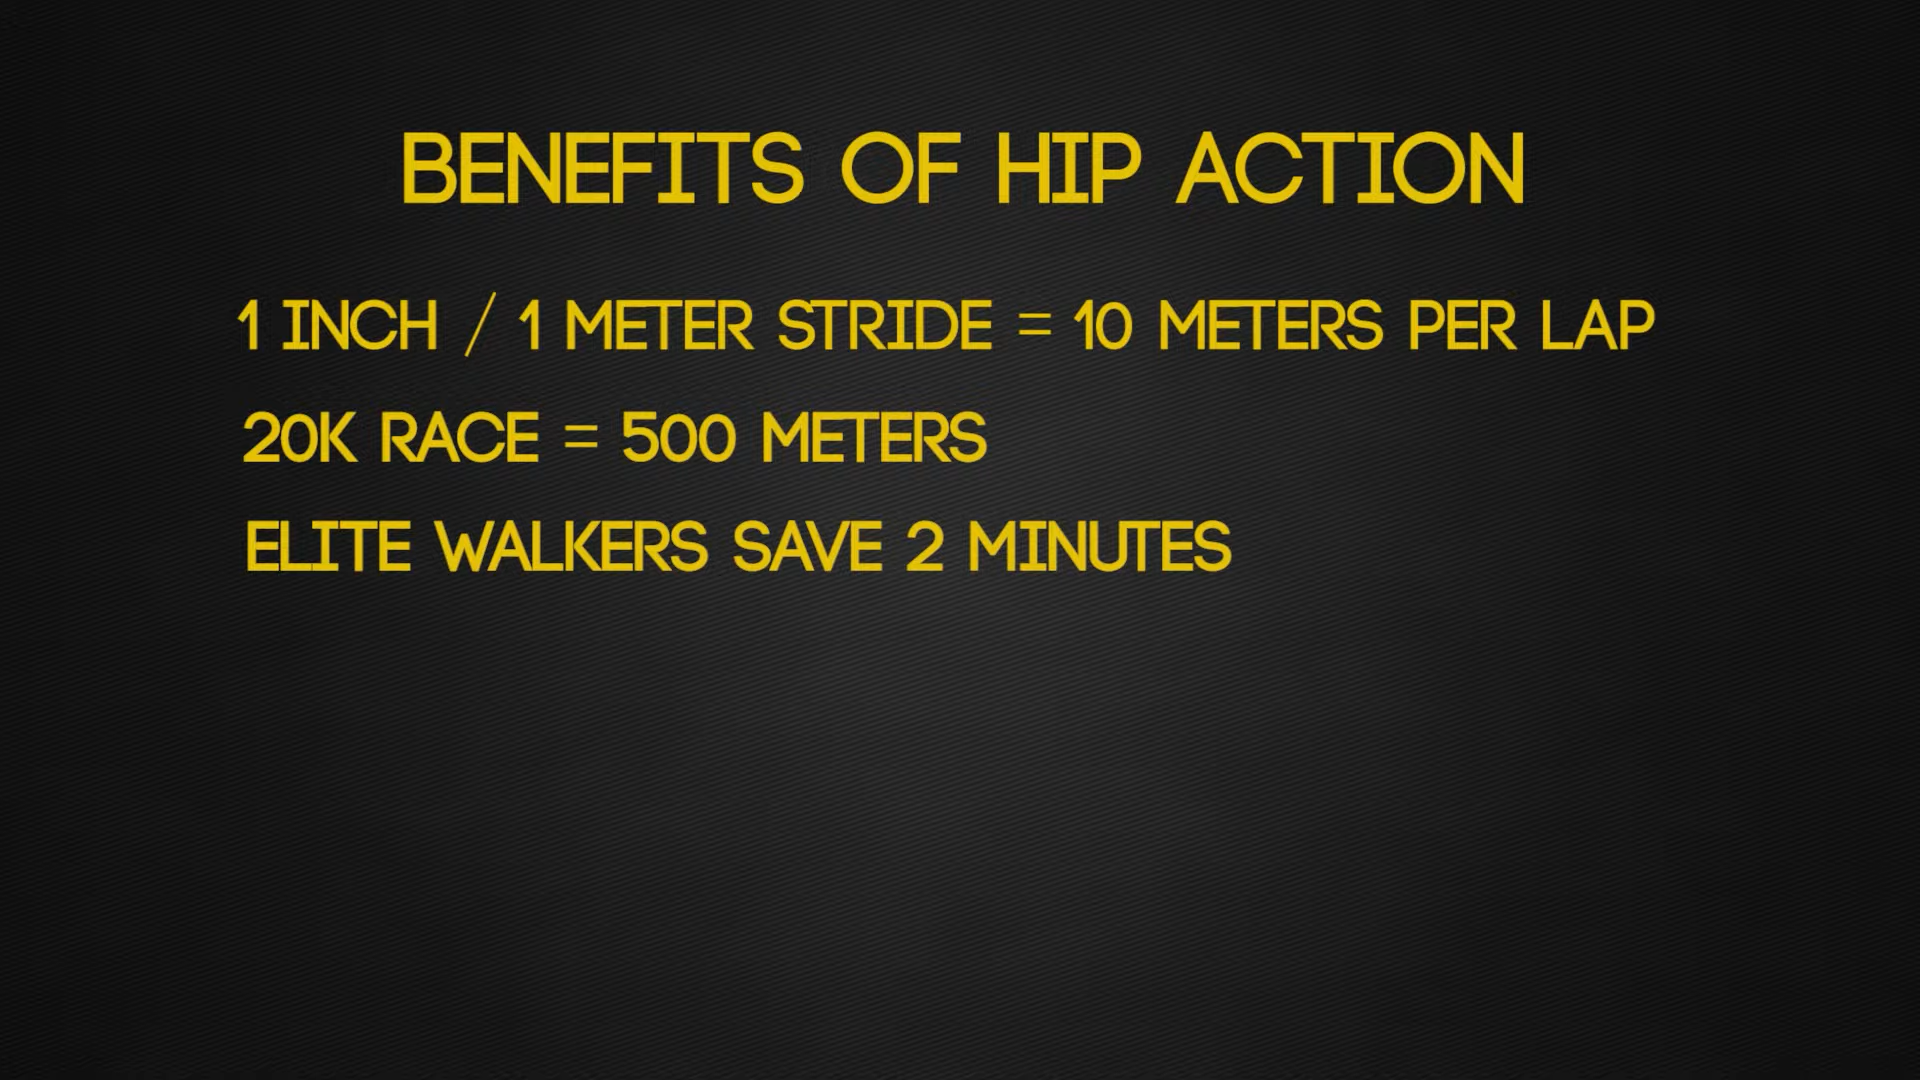 BENEFITS OF HIP ACTION
1 INCH / 1 METER STRIDE = 10 METERS PER LAP
20K RACE = 500 METERS
ELITE WALKERS SAVE 2 MINUTES